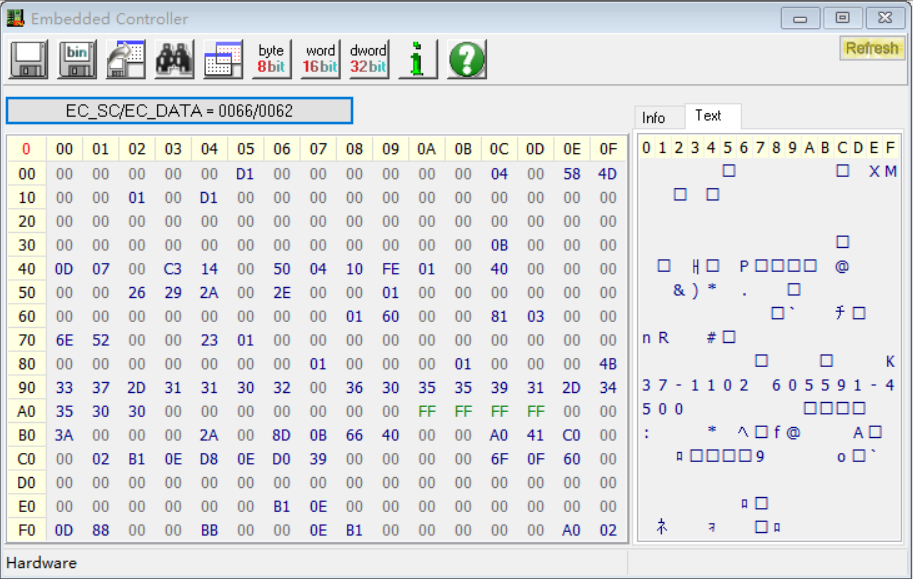 Embedded Controller
bin byte 8bit word 16bit dword 32bit i ? Refresh
EC_SC/EC_DATA = 0066/0062
Info Text
0 00 01 02 03 04 05 06 07 08 09 0A 0B 0C 0D 0E 0F
00 00 00 00 00 00 D1 00 00 00 00 00 00 04 00 58 4D
10 00 00 01 00 D1 00 00 00 00 00 00 00 00 00 00 00
20 00 00 00 00 00 00 00 00 00 00 00 00 00 00 00 00
30 00 00 00 00 00 00 00 00 00 00 00 00 0B 00 00 00
40 0D 07 00 C3 14 00 50 04 10 FE 01 00 40 00 00 00
50 00 00 26 29 2A 00 2E 00 00 01 00 00 00 00 00 00
60 00 00 00 00 00 00 00 00 01 60 00 00 81 03 00 00
70 6E 52 00 00 23 01 00 00 00 00 00 00 00 00 00 00
80 00 00 00 00 00 00 00 01 00 00 00 01 00 00 00 4B
90 33 37 2D 31 31 30 32 00 36 30 35 35 39 31 2D 34
A0 35 30 30 00 00 00 00 00 00 00 FF FF FF FF 00 00
B0 3A 00 00 00 2A 00 8D 0B 66 40 00 00 A0 41 C0 00
C0 00 02 B1 0E D8 0E D0 39 00 00 00 00 6F 0F 60 00
D0 00 00 00 00 00 00 00 00 00 00 00 00 00 00 00 00
E0 00 00 00 00 00 00 B1 0E 00 00 00 00 00 00 00 00
F0 0D 88 00 00 BB 00 00 0E B1 00 00 00 00 00 A0 02
0 1 2 3 4 5 6 7 8 9 A B C D E F
□ □ X M
□ □
□
□ □ P □ □ □ □ @
& ) * . □
□ ` □
n R # □
□ □ K
3 7 - 1 1 0 2 6 0 5 5 9 1 - 4
5 0 0 □ □ □ □
: * □ f @ A □
□ □ □ □ 9 o □ `
□
□
Hardware